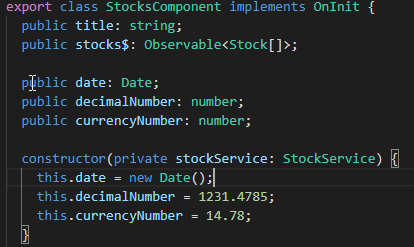 export class StocksComponent implements OnInit {
public title: string;
public stocks$: Observable<Stock[]>;
public date: Date;
public decimalNumber: number;
public currencyNumber: number;
constructor(private stockService: StockService) {
this.date = new Date();
this.decimalNumber = 1231.4785;
this.currencyNumber = 14.78;
}